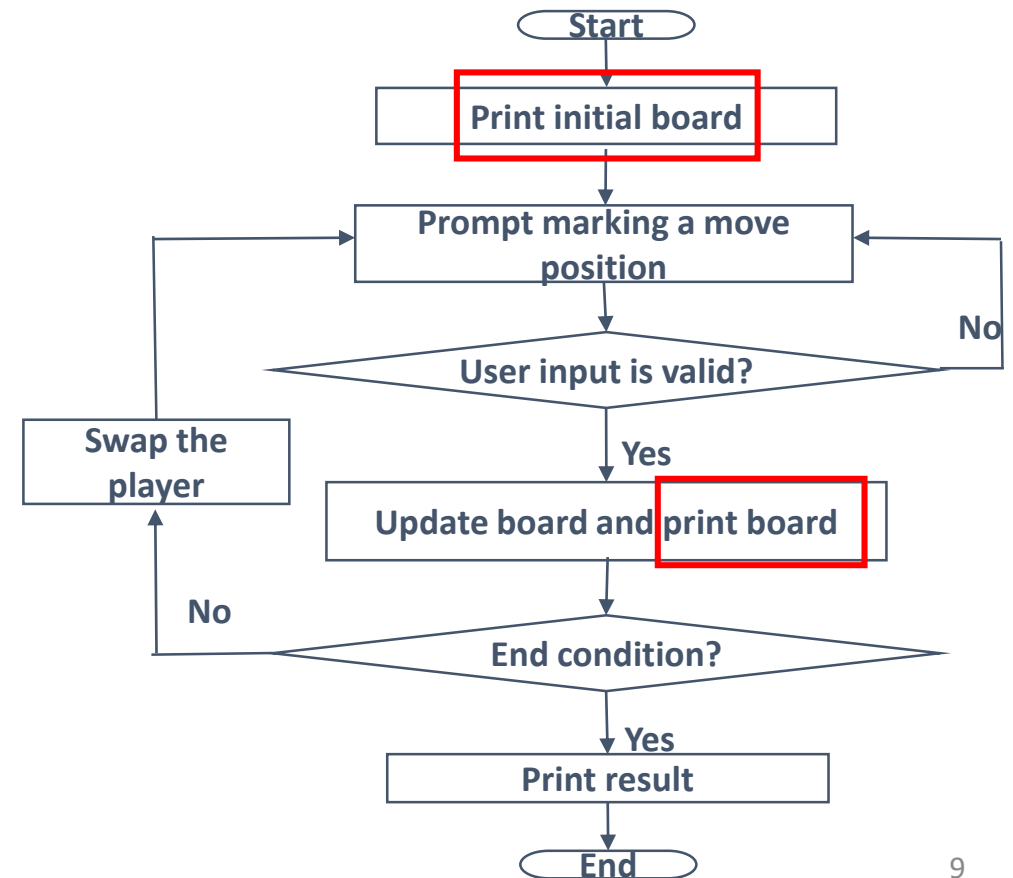 Start
Print initial board
Prompt marking a move
position
No
User input is valid?
Swap the
player
Yes
Update board and print board
No
End condition?
Yes
Print result
End
9